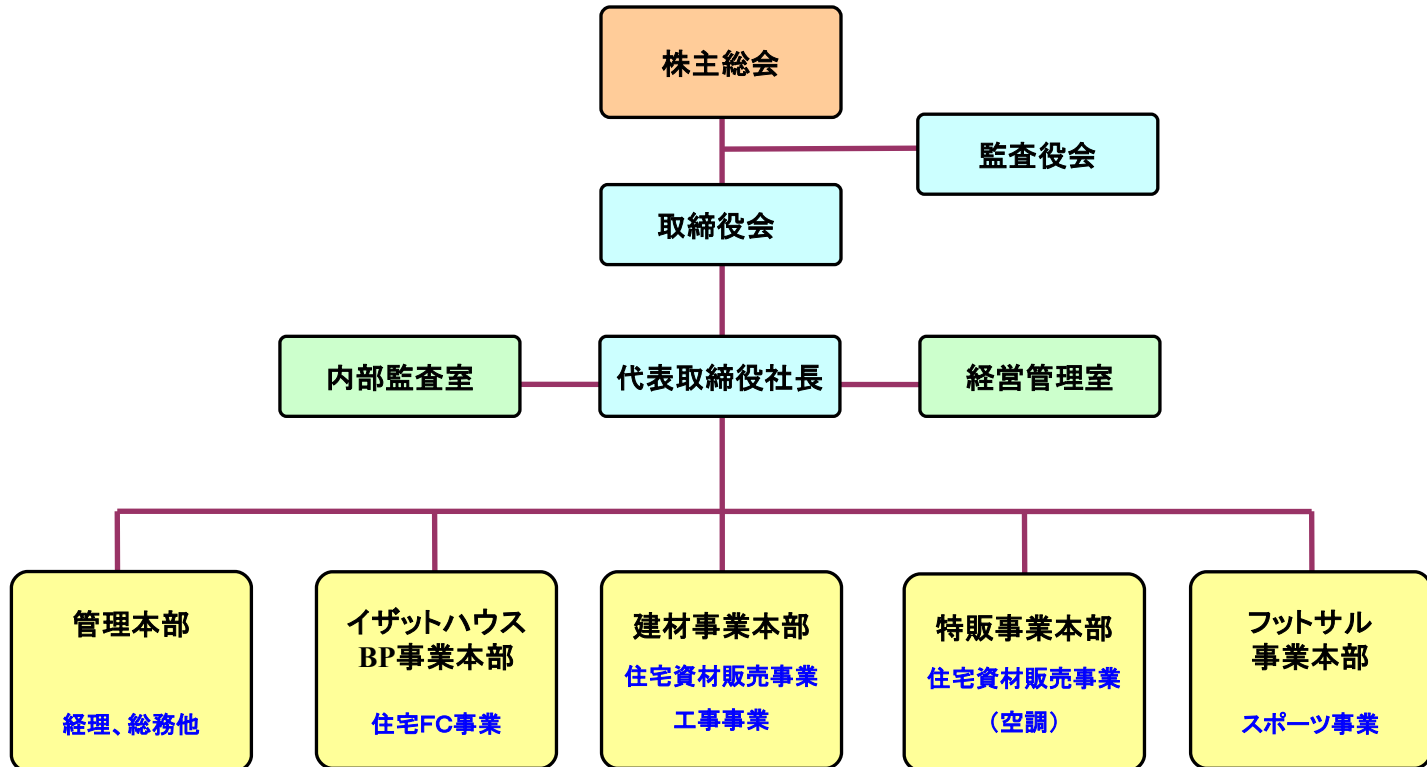 株主総会
監査役会
取締役会
内部監査室
代表取締役社長
経営管理室
管理本部
経理、総務他
イザットハウス
BP事業本部
住宅FC事業
建材事業本部
住宅資材販売事業
工事事業
特販事業本部
住宅資材販売事業
（空調）
フットサル
事業本部
スポーツ事業